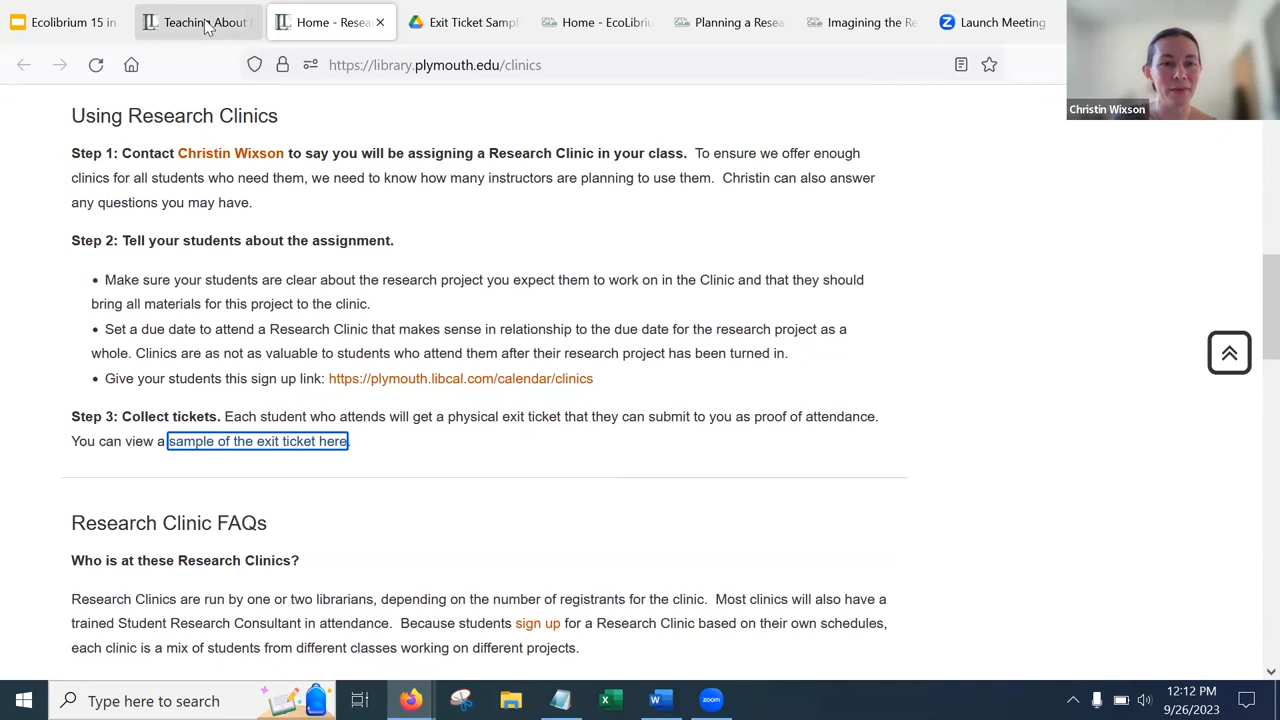 Ecolibrium 15 in
Teaching About
Home - Resea
Exit Ticket Samp
Home - EcoLibriu
Planning a Resea
Imagining the Re
Launch Meeting
https://library.plymouth.edu/clinics
Christin Wixson
Using Research Clinics
Step 1: Contact Christin Wixson to say you will be assigning a Research Clinic in your class. To ensure we offer enough
clinics for all students who need them, we need to know how many instructors are planning to use them. Christin can also answer
any questions you may have.
Step 2: Tell your students about the assignment.
• Make sure your students are clear about the research project you expect them to work on in the Clinic and that they should
bring all materials for this project to the clinic.
• Set a due date to attend a Research Clinic that makes sense in relationship to the due date for the research project as a
whole. Clinics are as not as valuable to students who attend them after their research project has been turned in.
• Give your students this sign up link: https://plymouth.libcal.com/calendar/clinics
Step 3: Collect tickets. Each student who attends will get a physical exit ticket that they can submit to you as proof of attendance.
You can view a sample of the exit ticket here.
Research Clinic FAQs
Who is at these Research Clinics?
Research Clinics are run by one or two librarians, depending on the number of registrants for the clinic. Most clinics will also have a
trained Student Research Consultant in attendance. Because students sign up for a Research Clinic based on their own schedules,
each clinic is a mix of students from different classes working on different projects.
Type here to search
zoom
12:12 PM
9/26/2023